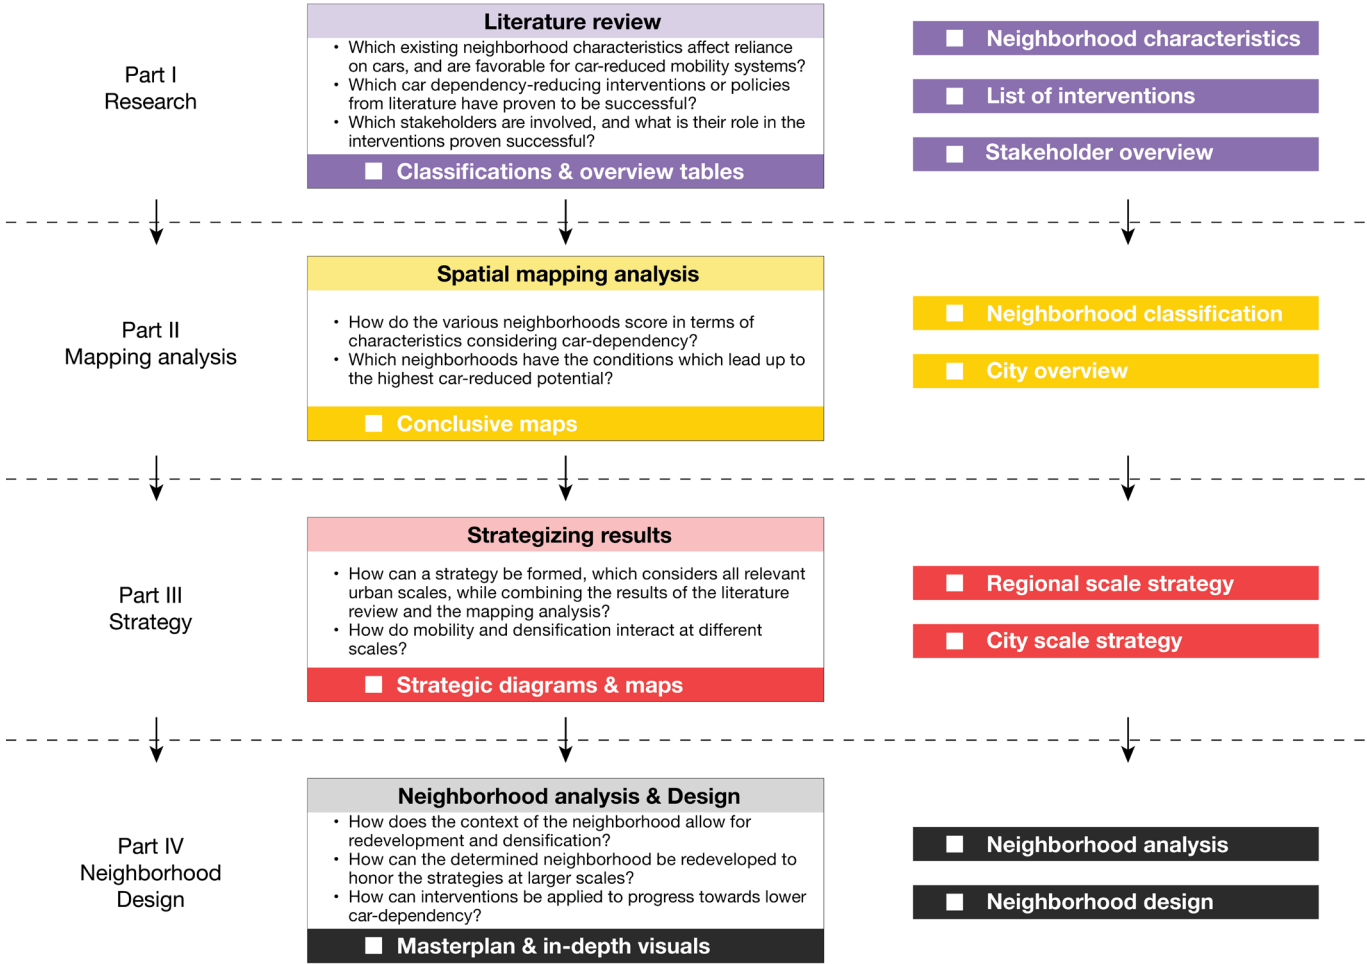 Part I
Research
Literature review
• Which existing neighborhood characteristics affect reliance
on cars, and are favorable for car-reduced mobility systems?
• Which car dependency-reducing interventions or policies
from literature have proven to be successful?
• Which stakeholders are involved, and what is their role in the
interventions proven successful?
Classifications & overview tables
Neighborhood characteristics
List of interventions
Stakeholder overview
Part II
Mapping analysis
Spatial mapping analysis
• How do the various neighborhoods score in terms of
characteristics considering car-dependency?
• Which neighborhoods have the conditions which lead up to
the highest car-reduced potential?
Conclusive maps
Neighborhood classification
City overview
Part III
Strategy
Strategizing results
• How can a strategy be formed, which considers all relevant
urban scales, while combining the results of the literature
review and the mapping analysis?
• How do mobility and densification interact at different
scales?
Strategic diagrams & maps
Regional scale strategy
City scale strategy
Part IV
Neighborhood
Design
Neighborhood analysis & Design
• How does the context of the neighborhood allow for
redevelopment and densification?
• How can the determined neighborhood be redeveloped to
honor the strategies at larger scales?
• How can interventions be applied to progress towards lower
car-dependency?
Masterplan & in-depth visuals
Neighborhood analysis
Neighborhood design